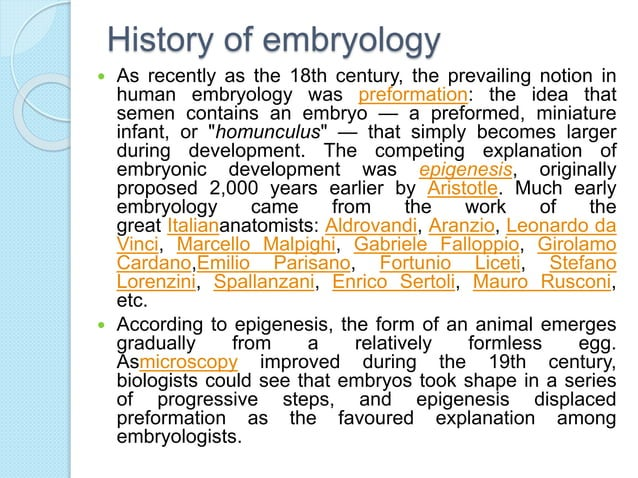 History of embryology
As recently as the 18th century, the prevailing notion in
human embryology was preformation: the idea that
semen contains an embryo — a preformed, miniature
infant, or "homunculus" — that simply becomes larger
during development. The competing explanation of
embryonic development was epigenesis, originally
proposed 2,000 years earlier by Aristotle. Much early
embryology came from the work of the
great Italiananatomists: Aldrovandi, Aranzio, Leonardo da
Vinci, Marcello Malpighi, Gabriele Falloppio, Girolamo
Cardano,Emilio Parisano, Fortunio Liceti, Stefano
Lorenzini, Spallanzani, Enrico Sertoli, Mauro Rusconi,
etc.
According to epigenesis, the form of an animal emerges
gradually from a relatively formless egg.
Asmicroscopy improved during the 19th century,
biologists could see that embryos took shape in a series
of progressive steps, and epigenesis displaced
preformation as the favoured explanation among
embryologists.